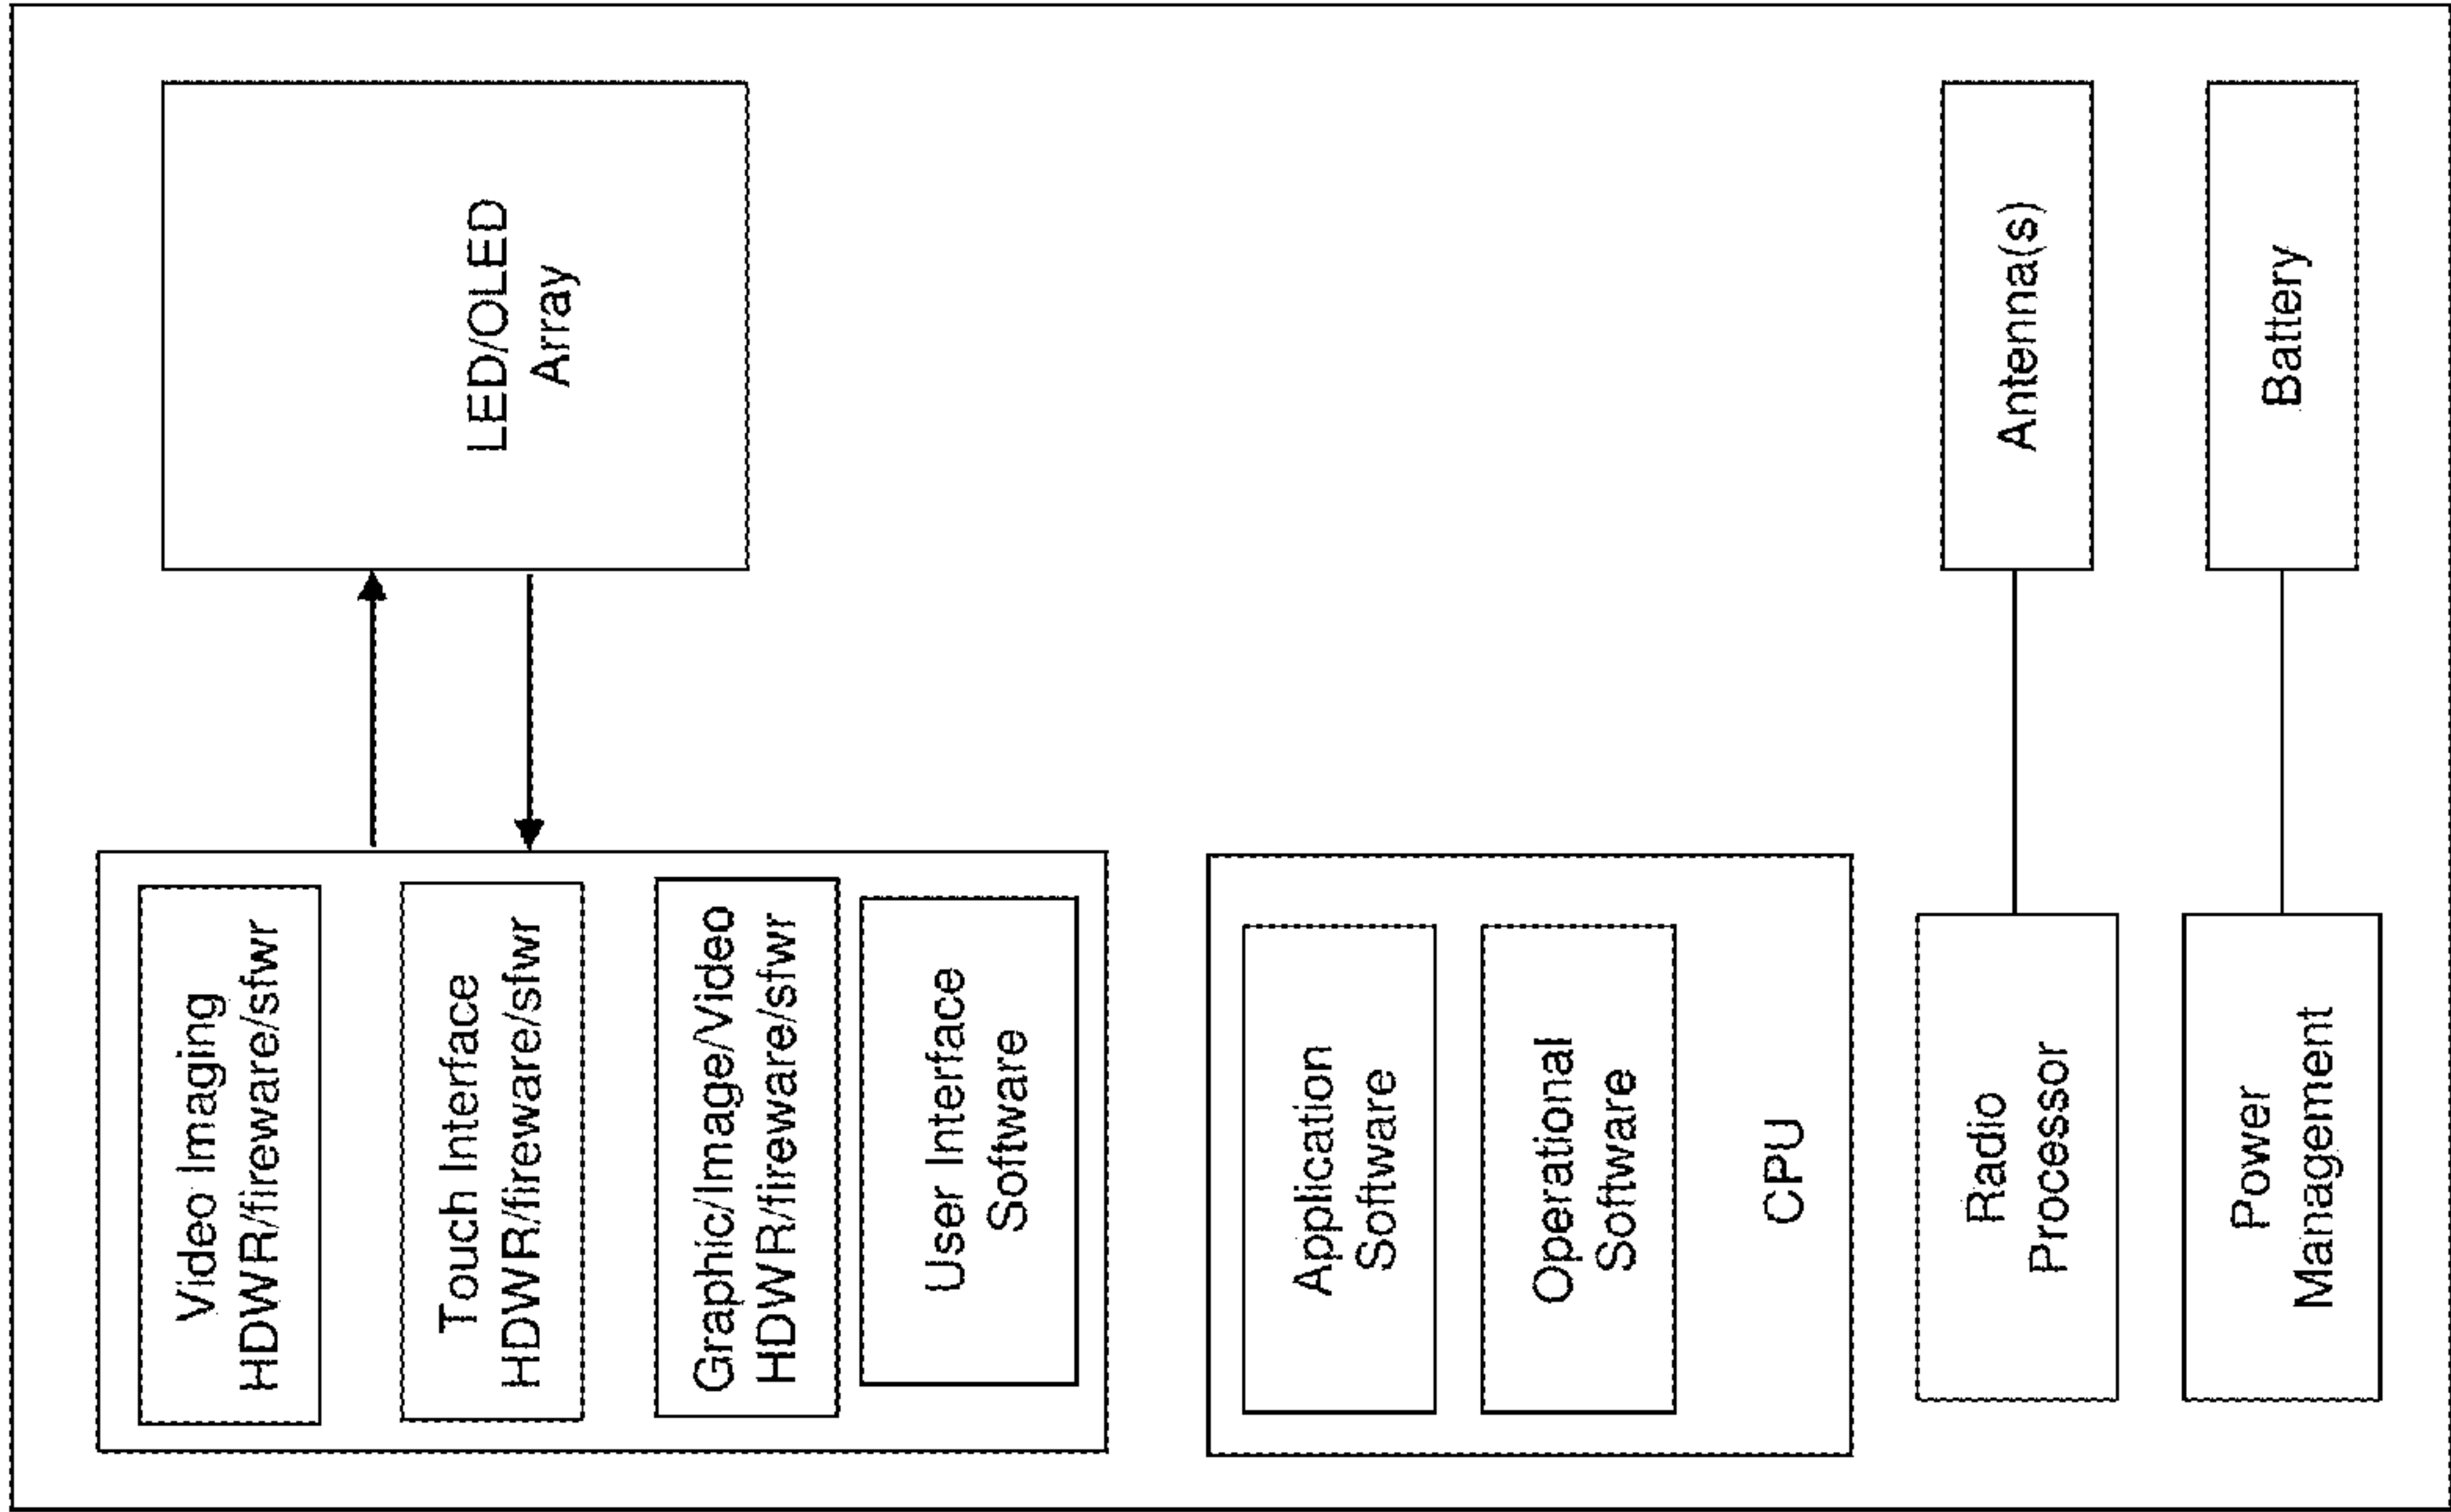 Video Imaging
HDWR/fireware/sfwr
Touch Interface
HDWR/fireware/sfwr
Graphic/Image/Video
HDWR/fireware/sfwr
User Interface
Software
LED/OLED
Array
Application
Software
Operational
Software
CPU
Radio
Processor
Antenna(s)
Power
Management
Battery